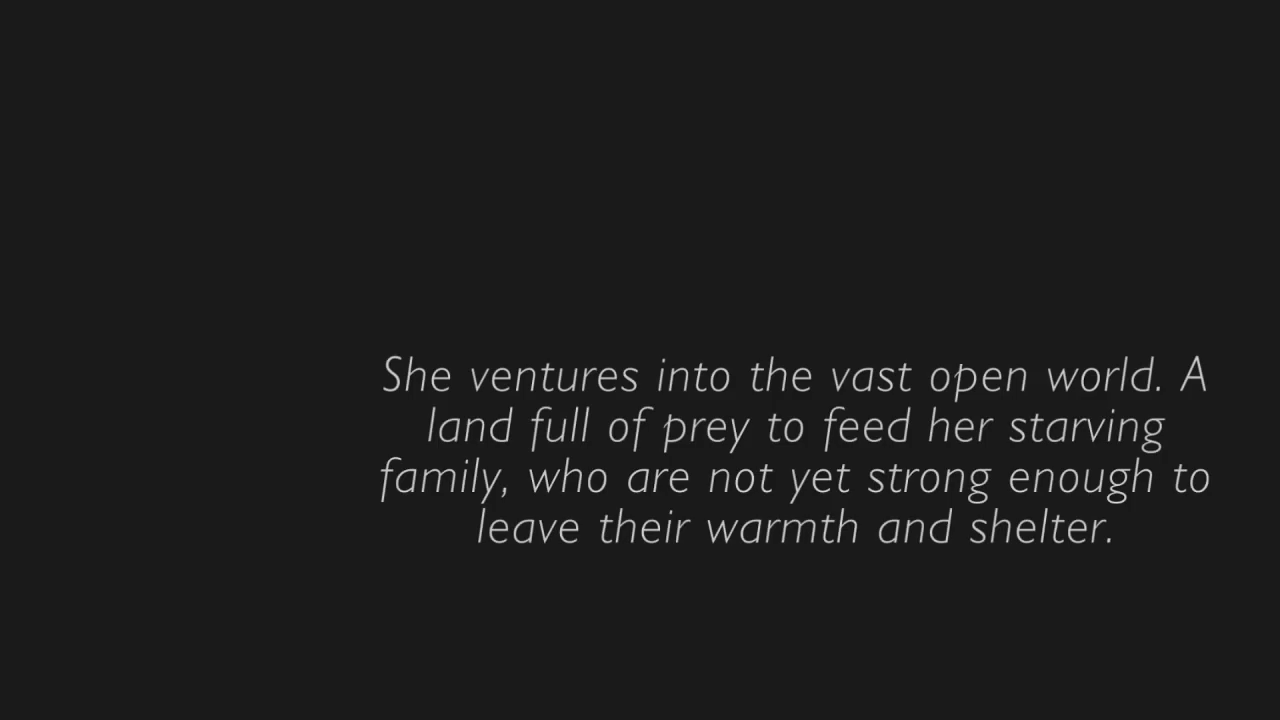 She ventures into the vast open world. A
land full of prey to feed her starving
family, who are not yet strong enough to
leave their warmth and shelter.